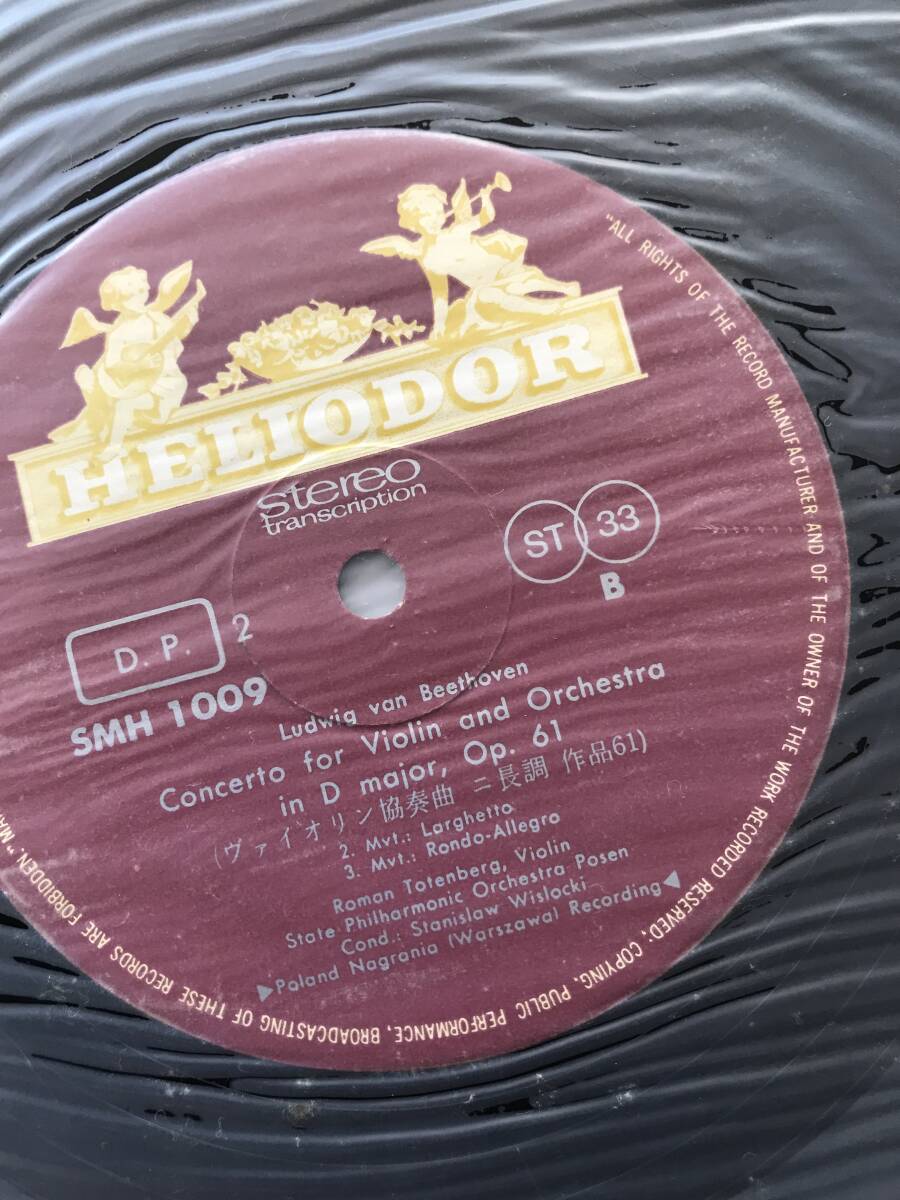 HELIODOR
stereo
transcription
ST 33
B
D. P. 2
SMH 1009
Ludwig van Beethoven
Concerto for Violin and Orchestra
in D major, Op. 61
(ヴァイオリン協奏曲 ニ長調 作品61)
2. Mvt.: Larghetto
3. Mvt.: Rondo-Allegro
Roman Totenberg, Violin
State Philharmonic Orchestra Posen
Cond.: Stanislaw Wislocki
▶Poland Nagrania (Warszawa) Recording◀
"ALL RIGHTS OF THE RECORD MANUFACTURER AND OF THE OWNER OF THE WORK RECORDED RESERVED; COPYING, PUBLIC PERFORMANCE, BROADCASTING OF THESE RECORDS ARE FORBIDDEN."